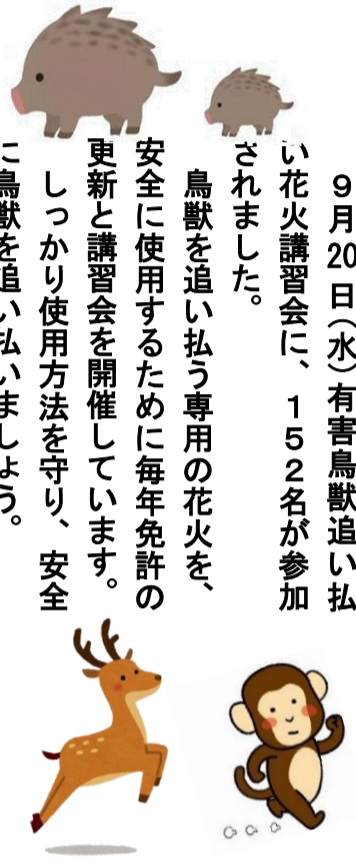 ９月20日（水）有害鳥獣追い払
い花火講習会に、１５２名が参加
されました。
鳥獣を追い払う専用の花火を、
安全に使用するために毎年免許の
更新と講習会を開催しています。
しっかり使用方法を守り、安全
に鳥獣を追い払いましょう。